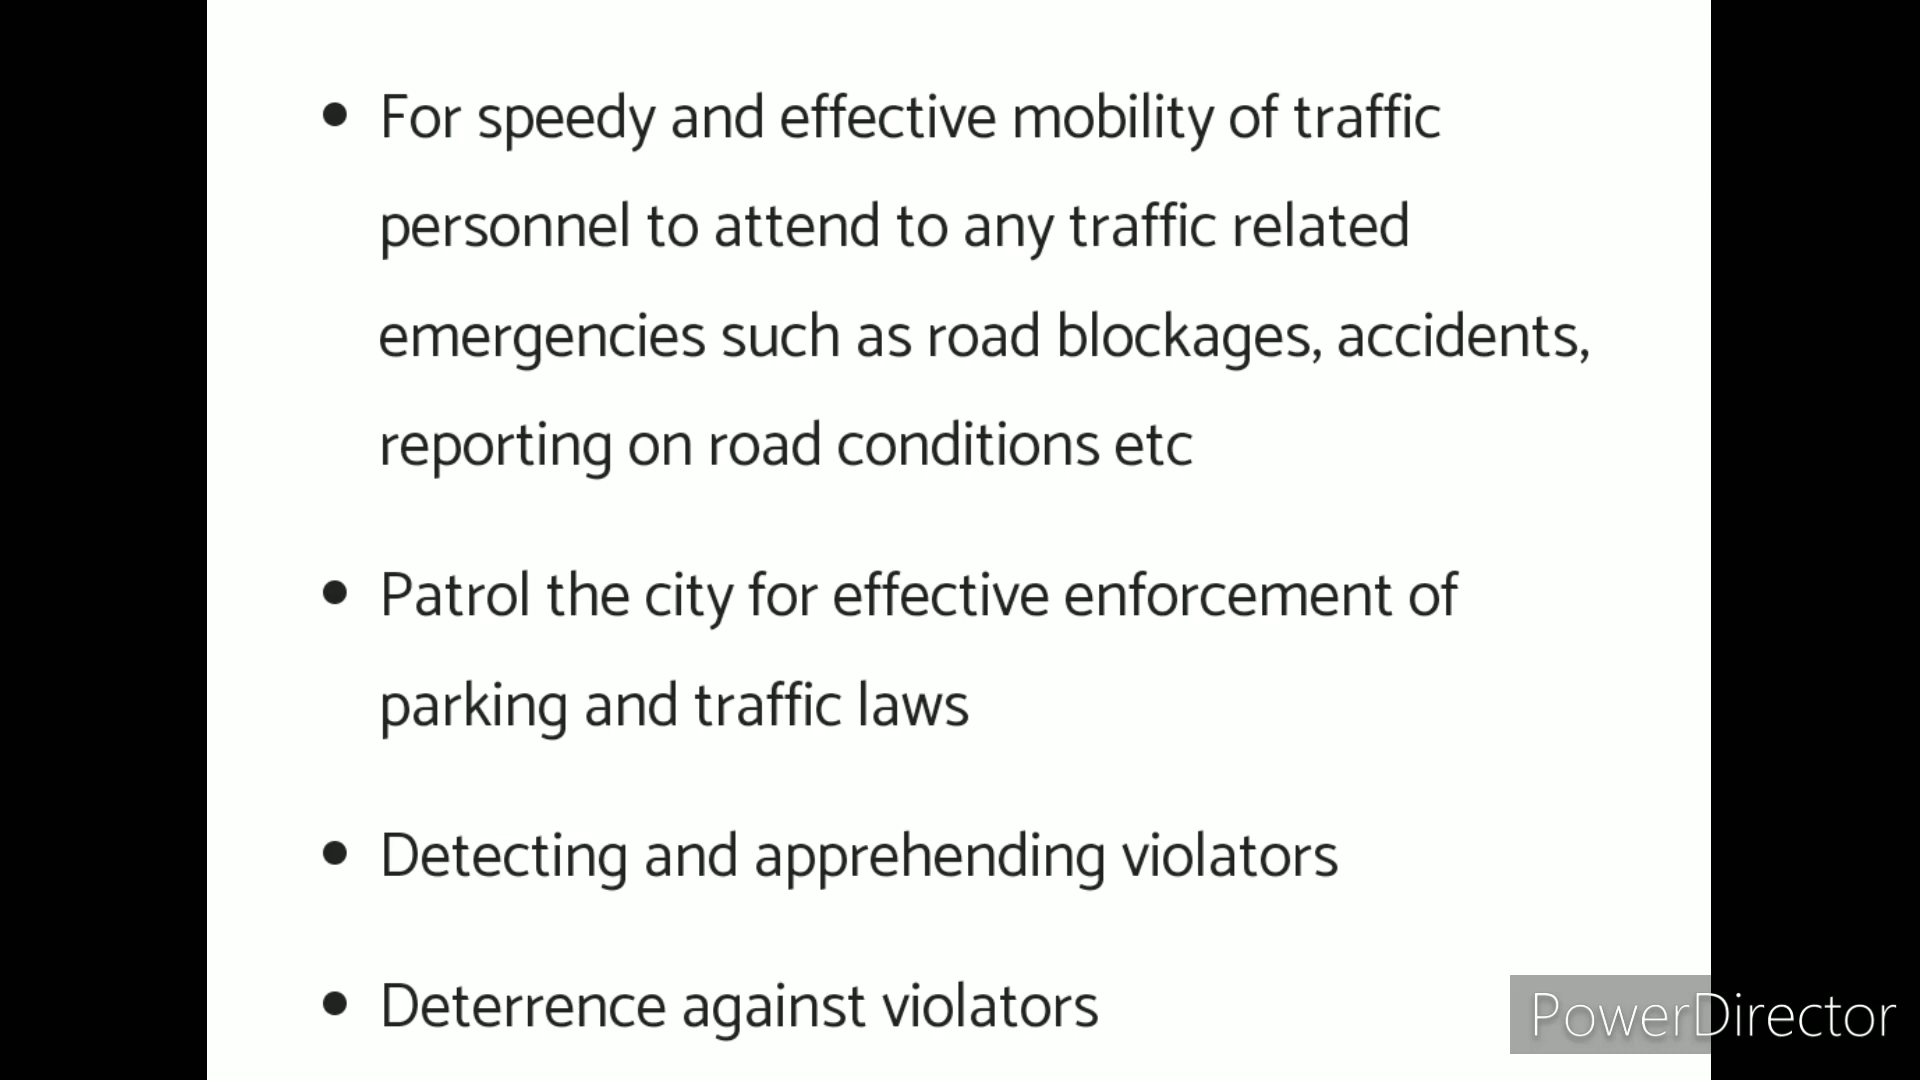 • For speedy and effective mobility of traffic
personnel to attend to any traffic related
emergencies such as road blockages, accidents,
reporting on road conditions etc
• Patrol the city for effective enforcement of
parking and traffic laws
• Detecting and apprehending violators
• Deterrence against violators
PowerDirector